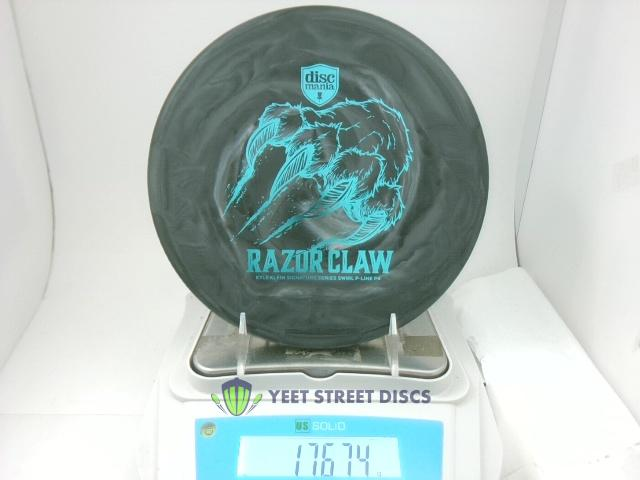 disc
mania
RAZOR CLAW
KYLE KLEIN SIGNATURE SERIES SWIRL P-LINE P4
YEET STREET DISCS
US SOLID
176.74
g